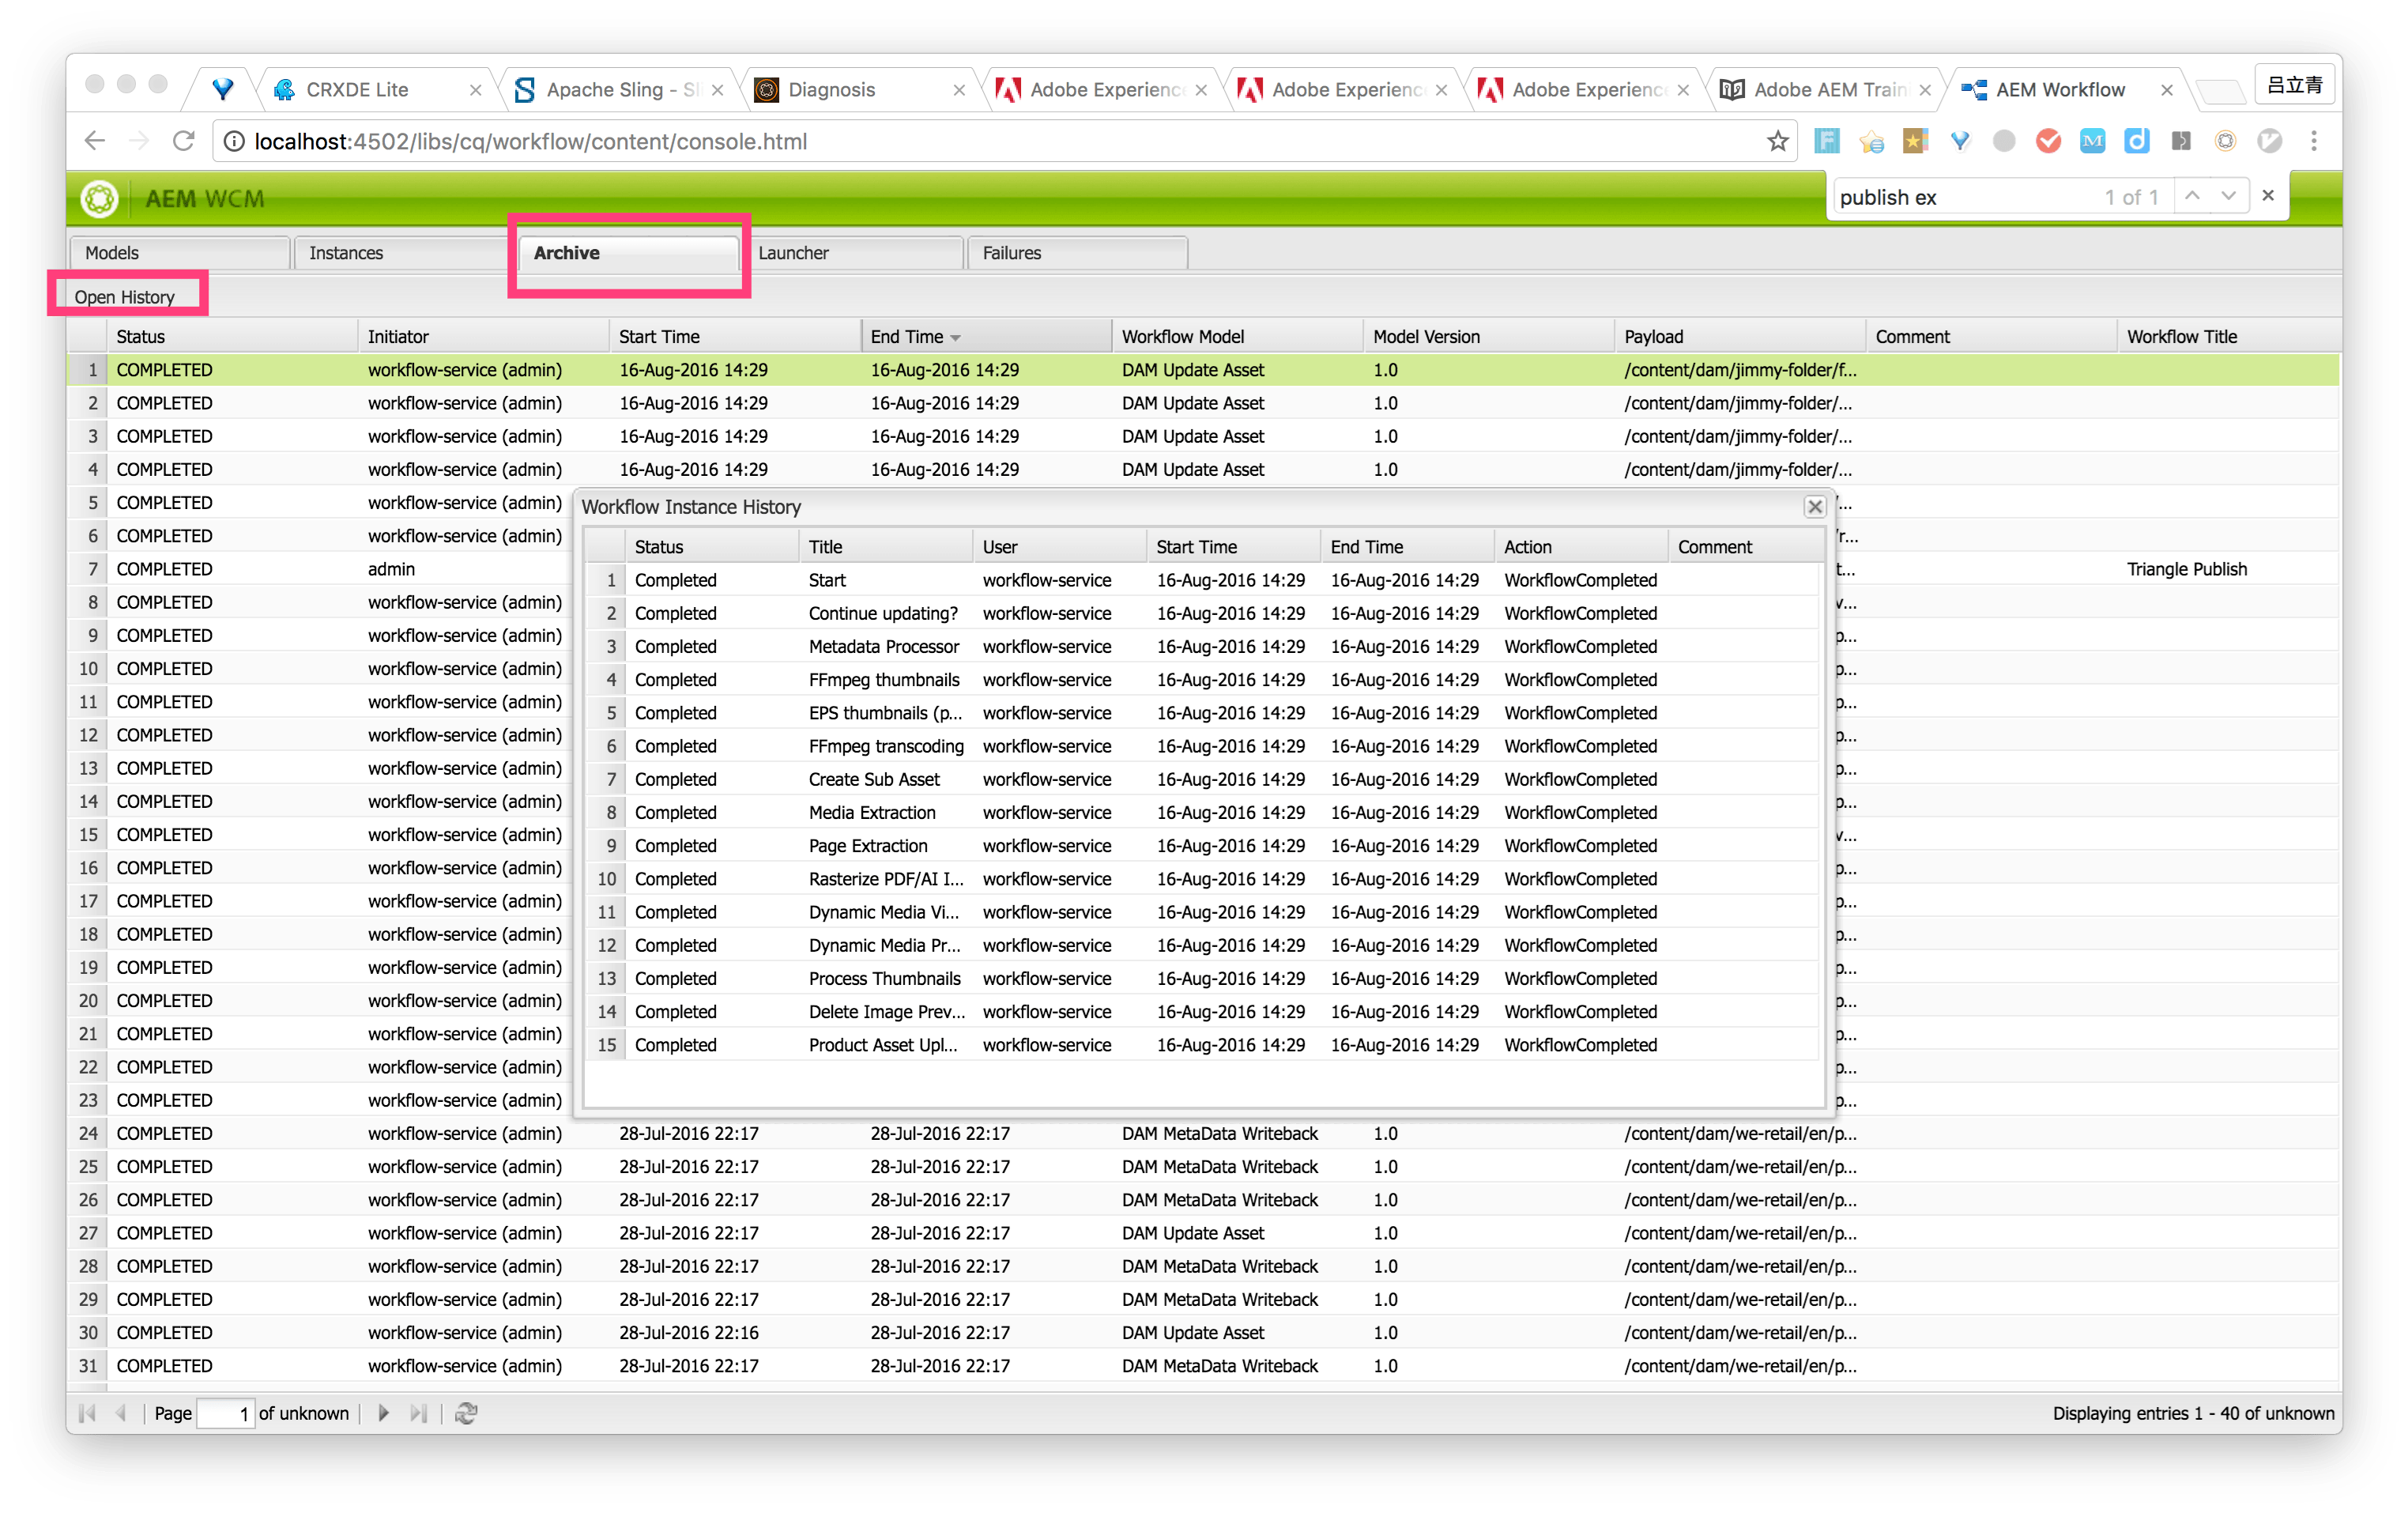 CRXDE Lite
Apache Sling - Sl
Diagnosis
Adobe Experienc
Adobe Experienc
Adobe Experienc
Adobe AEM Train
AEM Workflow
吕立青
localhost:4502/libs/cq/workflow/content/console.html
AEM WCM
publish ex 1 of 1
Models Instances Archive Launcher Failures
Open History
Status Initiator Start Time End Time Workflow Model Model Version Payload Comment Workflow Title
1 COMPLETED workflow-service (admin) 16-Aug-2016 14:29 16-Aug-2016 14:29 DAM Update Asset 1.0 /content/dam/jimmy-folder/f...
2 COMPLETED workflow-service (admin) 16-Aug-2016 14:29 16-Aug-2016 14:29 DAM Update Asset 1.0 /content/dam/jimmy-folder/...
3 COMPLETED workflow-service (admin) 16-Aug-2016 14:29 16-Aug-2016 14:29 DAM Update Asset 1.0 /content/dam/jimmy-folder/...
4 COMPLETED workflow-service (admin) 16-Aug-2016 14:29 16-Aug-2016 14:29 DAM Update Asset 1.0 /content/dam/jimmy-folder/...
5 COMPLETED workflow-service (admin) /...
6 COMPLETED workflow-service (admin) /r...
7 COMPLETED admin t... Triangle Publish
8 COMPLETED workflow-service (admin) v...
9 COMPLETED workflow-service (admin) p...
10 COMPLETED workflow-service (admin) p...
11 COMPLETED workflow-service (admin) p...
12 COMPLETED workflow-service (admin) p...
13 COMPLETED workflow-service (admin) p...
14 COMPLETED workflow-service (admin) p...
15 COMPLETED workflow-service (admin) v...
16 COMPLETED workflow-service (admin) p...
17 COMPLETED workflow-service (admin) p...
18 COMPLETED workflow-service (admin) p...
19 COMPLETED workflow-service (admin) p...
20 COMPLETED workflow-service (admin) p...
21 COMPLETED workflow-service (admin) p...
22 COMPLETED workflow-service (admin) p...
23 COMPLETED workflow-service (admin) p...
24 COMPLETED workflow-service (admin) 28-Jul-2016 22:17 28-Jul-2016 22:17 DAM MetaData Writeback 1.0 /content/dam/we-retail/en/p...
25 COMPLETED workflow-service (admin) 28-Jul-2016 22:17 28-Jul-2016 22:17 DAM MetaData Writeback 1.0 /content/dam/we-retail/en/p...
26 COMPLETED workflow-service (admin) 28-Jul-2016 22:17 28-Jul-2016 22:17 DAM MetaData Writeback 1.0 /content/dam/we-retail/en/p...
27 COMPLETED workflow-service (admin) 28-Jul-2016 22:17 28-Jul-2016 22:17 DAM Update Asset 1.0 /content/dam/we-retail/en/p...
28 COMPLETED workflow-service (admin) 28-Jul-2016 22:17 28-Jul-2016 22:17 DAM MetaData Writeback 1.0 /content/dam/we-retail/en/p...
29 COMPLETED workflow-service (admin) 28-Jul-2016 22:17 28-Jul-2016 22:17 DAM MetaData Writeback 1.0 /content/dam/we-retail/en/p...
30 COMPLETED workflow-service (admin) 28-Jul-2016 22:16 28-Jul-2016 22:17 DAM Update Asset 1.0 /content/dam/we-retail/en/p...
31 COMPLETED workflow-service (admin) 28-Jul-2016 22:17 28-Jul-2016 22:17 DAM MetaData Writeback 1.0 /content/dam/we-retail/en/p...
Workflow Instance History
Status Title User Start Time End Time Action Comment
1 Completed Start workflow-service 16-Aug-2016 14:29 16-Aug-2016 14:29 WorkflowCompleted
2 Completed Continue updating? workflow-service 16-Aug-2016 14:29 16-Aug-2016 14:29 WorkflowCompleted
3 Completed Metadata Processor workflow-service 16-Aug-2016 14:29 16-Aug-2016 14:29 WorkflowCompleted
4 Completed FFmpeg thumbnails workflow-service 16-Aug-2016 14:29 16-Aug-2016 14:29 WorkflowCompleted
5 Completed EPS thumbnails (p... workflow-service 16-Aug-2016 14:29 16-Aug-2016 14:29 WorkflowCompleted
6 Completed FFmpeg transcoding workflow-service 16-Aug-2016 14:29 16-Aug-2016 14:29 WorkflowCompleted
7 Completed Create Sub Asset workflow-service 16-Aug-2016 14:29 16-Aug-2016 14:29 WorkflowCompleted
8 Completed Media Extraction workflow-service 16-Aug-2016 14:29 16-Aug-2016 14:29 WorkflowCompleted
9 Completed Page Extraction workflow-service 16-Aug-2016 14:29 16-Aug-2016 14:29 WorkflowCompleted
10 Completed Rasterize PDF/AI I... workflow-service 16-Aug-2016 14:29 16-Aug-2016 14:29 WorkflowCompleted
11 Completed Dynamic Media Vi... workflow-service 16-Aug-2016 14:29 16-Aug-2016 14:29 WorkflowCompleted
12 Completed Dynamic Media Pr... workflow-service 16-Aug-2016 14:29 16-Aug-2016 14:29 WorkflowCompleted
13 Completed Process Thumbnails workflow-service 16-Aug-2016 14:29 16-Aug-2016 14:29 WorkflowCompleted
14 Completed Delete Image Prev... workflow-service 16-Aug-2016 14:29 16-Aug-2016 14:29 WorkflowCompleted
15 Completed Product Asset Upl... workflow-service 16-Aug-2016 14:29 16-Aug-2016 14:29 WorkflowCompleted
Page 1 of unknown
Displaying entries 1 - 40 of unknown